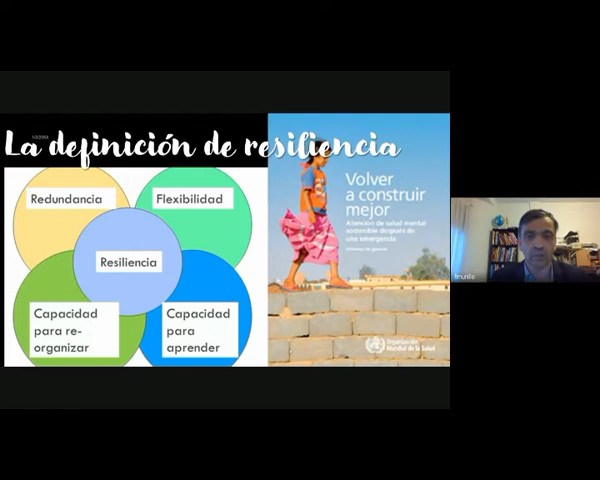 La definición de resiliencia
Redundancia
Flexibilidad
Resiliencia
Capacidad
para re-
organizar
Capacidad
para
aprender
Volver
a construir
mejor
Atención de salud mental
sostenible después de
una emergencia
Organización
Mundial de la Salud